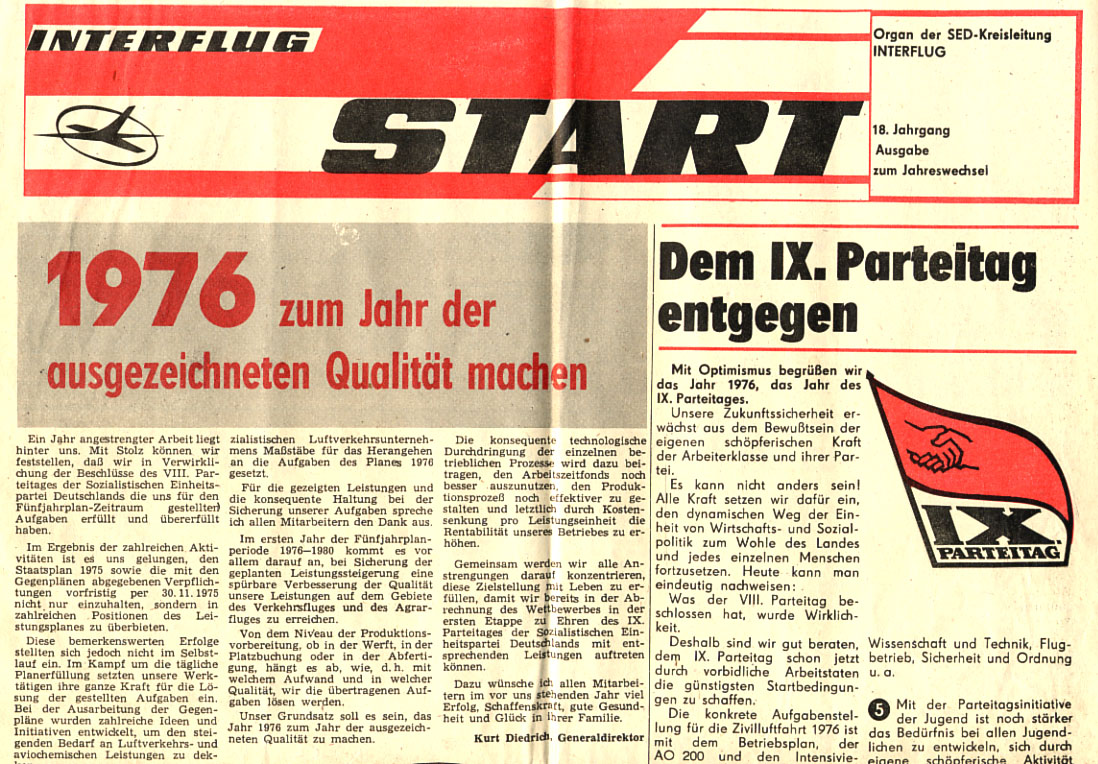 INTERFLUG
START
Organ der SED-Kreisleitung
INTERFLUG
18. Jahrgang
Ausgabe
zum Jahreswechsel
1976 zum Jahr der
ausgezeichneten Qualität machen
Ein Jahr angestrengter Arbeit liegt
hinter uns. Mit Stolz können wir
feststellen, daß wir in Verwirkli-
chung der Beschlüsse des VIII. Par-
teitages der Sozialistischen Einheits-
partei Deutschlands die uns für den
Fünfjahrplan-Zeitraum gestellten
Aufgaben erfüllt und übererfüllt
haben.
Im Ergebnis der zahlreichen Akti-
vitäten ist es uns gelungen, den
Staatsplan 1975 sowie die mit den
Gegenplänen abgegebenen Verpflich-
tungen vorfristig per 30. 11. 1975
nicht nur einzuhalten, sondern in
zahlreichen Positionen des Lei-
stungsplanes zu überbieten.
Diese bemerkenswerten Erfolge
stellten sich jedoch nicht im Selbst-
lauf ein. Im Kampf um die tägliche
Planerfüllung setzten unsere Werk-
tätigen ihre ganze Kraft für die Lö-
sung der gestellten Aufgaben ein.
Bei der Ausarbeitung der Gegen-
pläne wurden zahlreiche Ideen und
Initiativen entwickelt, um den stei-
genden Bedarf an Luftverkehrs- und
aviochemischen Leistungen zu dek-
zialistischen Luftverkehrsunterneh-
mens Maßstäbe für das Herangehen
an die Aufgaben des Planes 1976
gesetzt.
Für die gezeigten Leistungen und
die konsequente Haltung bei der
Sicherung unserer Aufgaben spreche
ich allen Mitarbeitern den Dank aus.
Im ersten Jahr der Fünfjahrplan-
periode 1976—1980 kommt es vor
allem darauf an, bei Sicherung der
geplanten Leistungssteigerung eine
spürbare Verbesserung der Qualität
unsere Leistungen auf dem Gebiete
des Verkehrsfluges und des Agrar-
fluges zu erreichen.
Von dem Niveau der Produktions-
vorbereitung, ob in der Werft, in der
Platzbuchung oder in der Abferti-
gung, hängt es ab, wie, d. h. mit
welchem Aufwand und in welcher
Qualität, wir die übertragenen Auf-
gaben lösen werden.
Unser Grundsatz soll es sein, das
Jahr 1976 zum Jahr der ausgezeich-
neten Qualität zu machen.
Die konsequente technologische
Durchdringung der einzelnen be-
trieblichen Prozesse wird dazu bei-
tragen, den Arbeitszeitfonds noch
besser auszunutzen, den Produk-
tionsprozeß noch effektiver zu ge-
stalten und letztlich durch Kosten-
senkung pro Leistungseinheit die
Rentabilität unseres Betriebes zu er-
höhen.
Gemeinsam werden wir alle An-
strengungen darauf konzentrieren,
diese Zielstellung mit Leben zu er-
füllen, damit wir bereits in der Ab-
rechnung des Wettbewerbes in der
ersten Etappe zu Ehren des IX.
Parteitages der Sozialistischen Ein-
heitspartei Deutschlands mit ent-
sprechenden Leistungen auftreten
können.
Dazu wünsche ich allen Mitarbei-
tern im vor uns stehenden Jahr viel
Erfolg, Schaffenskraft, gute Gesund-
heit und Glück in ihrer Familie.
Kurt Diedrich, Generaldirektor
Dem IX. Parteitag
entgegen
Mit Optimismus begrüßen wir
das Jahr 1976, das Jahr des
IX. Parteitages.
Unsere Zukunftssicherheit er-
wächst aus dem Bewußtsein der
eigenen schöpferischen Kraft
der Arbeiterklasse und ihrer Par-
tei.
Es kann nicht anders sein!
Alle Kraft setzen wir dafür ein,
den dynamischen Weg der Ein-
heit von Wirtschafts- und Sozial-
politik zum Wohle des Landes
und jedes einzelnen Menschen
fortzusetzen. Heute kann man
eindeutig nachweisen:
Was der VIII. Parteitag be-
schlossen hat, wurde Wirklich-
keit.
Deshalb sind wir gut beraten,
dem IX. Parteitag schon jetzt
durch vorbidliche Arbeitstaten
die günstigsten Startbedingun-
gen zu schaffen.
Die konkrete Aufgabenstel-
lung für die Zivilluftfahrt 1976 ist
mit dem Betriebsplan, der
AO 200 und den Intensivie-
IX.
PARTEITAG
Wissenschaft und Technik, Flug-
betrieb, Sicherheit und Ordnung
u. a.
5 Mit der Parteitagsinitiative
der Jugend ist noch stärker
das Bedürfnis bei allen Jugend-
lichen zu entwickeln, sich durch
eigene schöpferische Aktivität